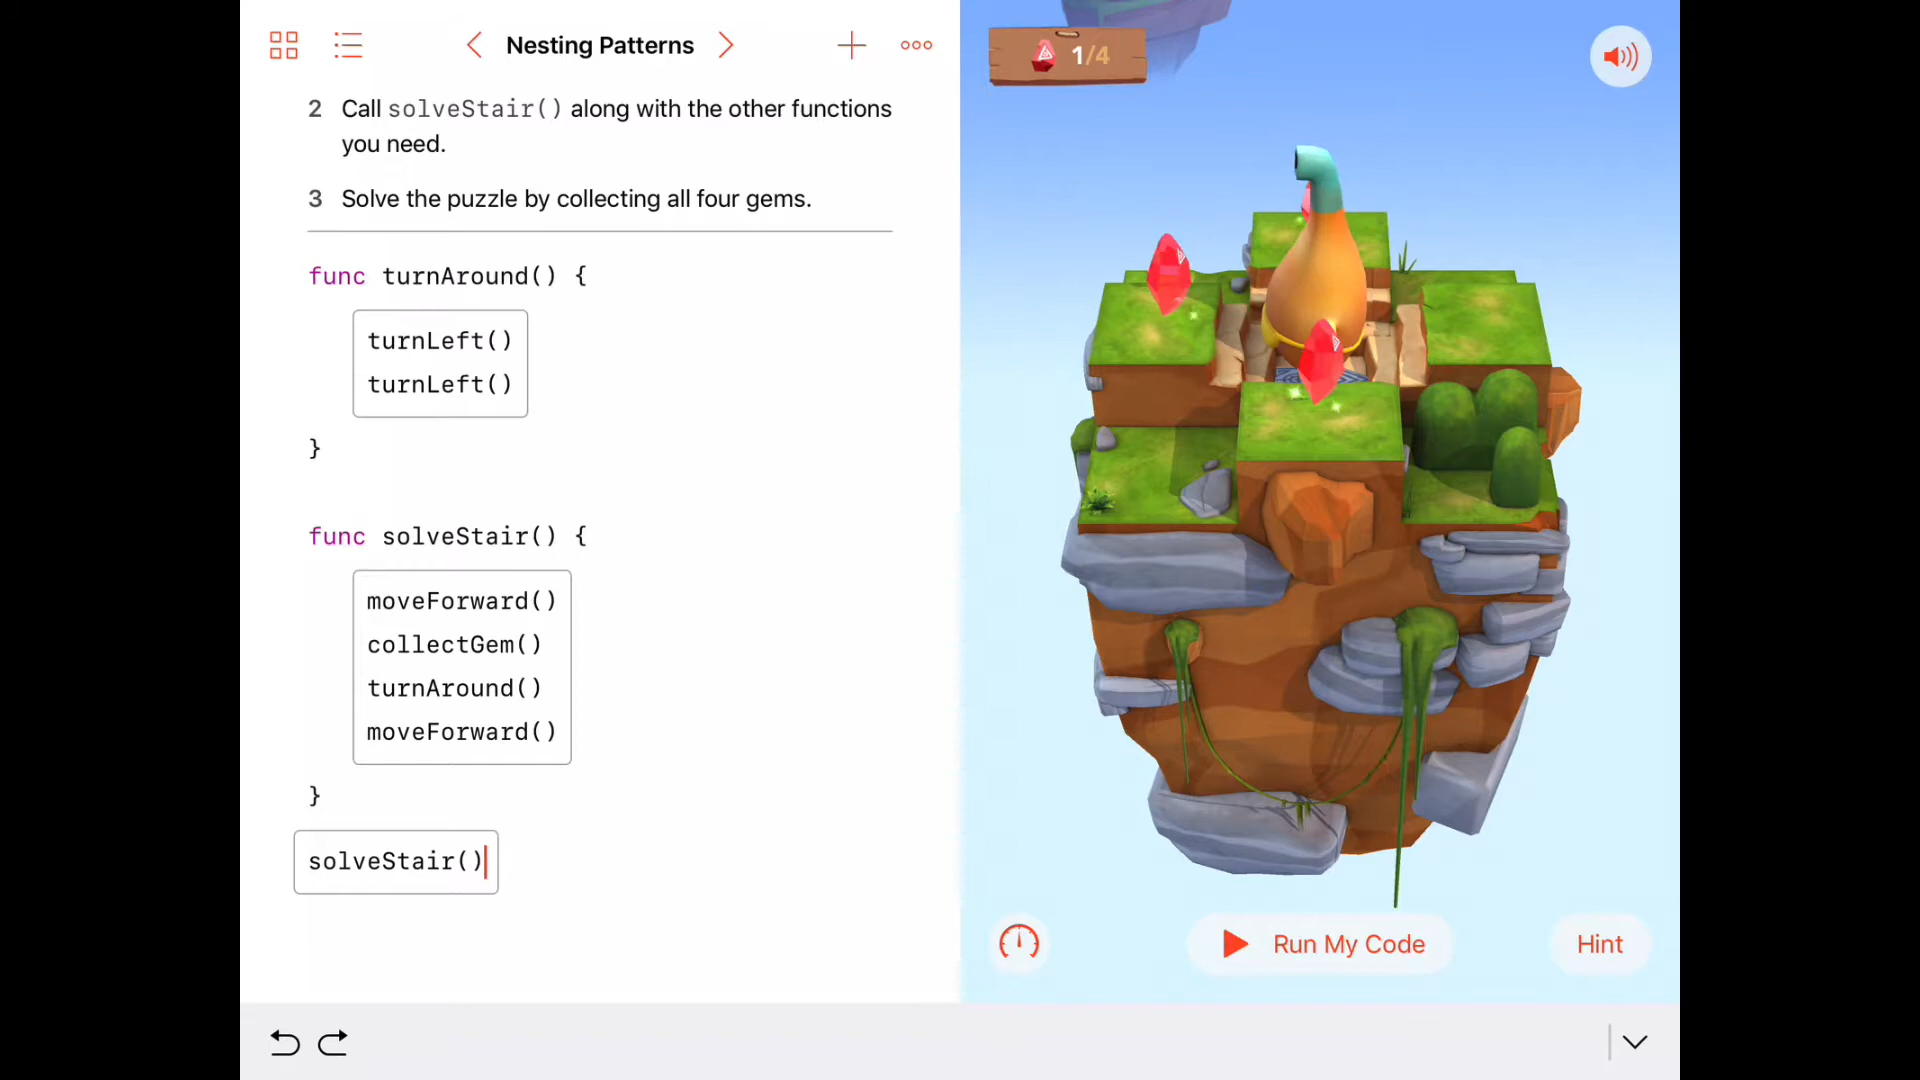 Nesting Patterns
2 Call solveStair() along with the other functions
you need.
3 Solve the puzzle by collecting all four gems.
func turnAround() {
turnLeft()
turnLeft()
}
func solveStair() {
moveForward()
collectGem()
turnAround()
moveForward()
}
solveStair()
1/4
Run My Code
Hint